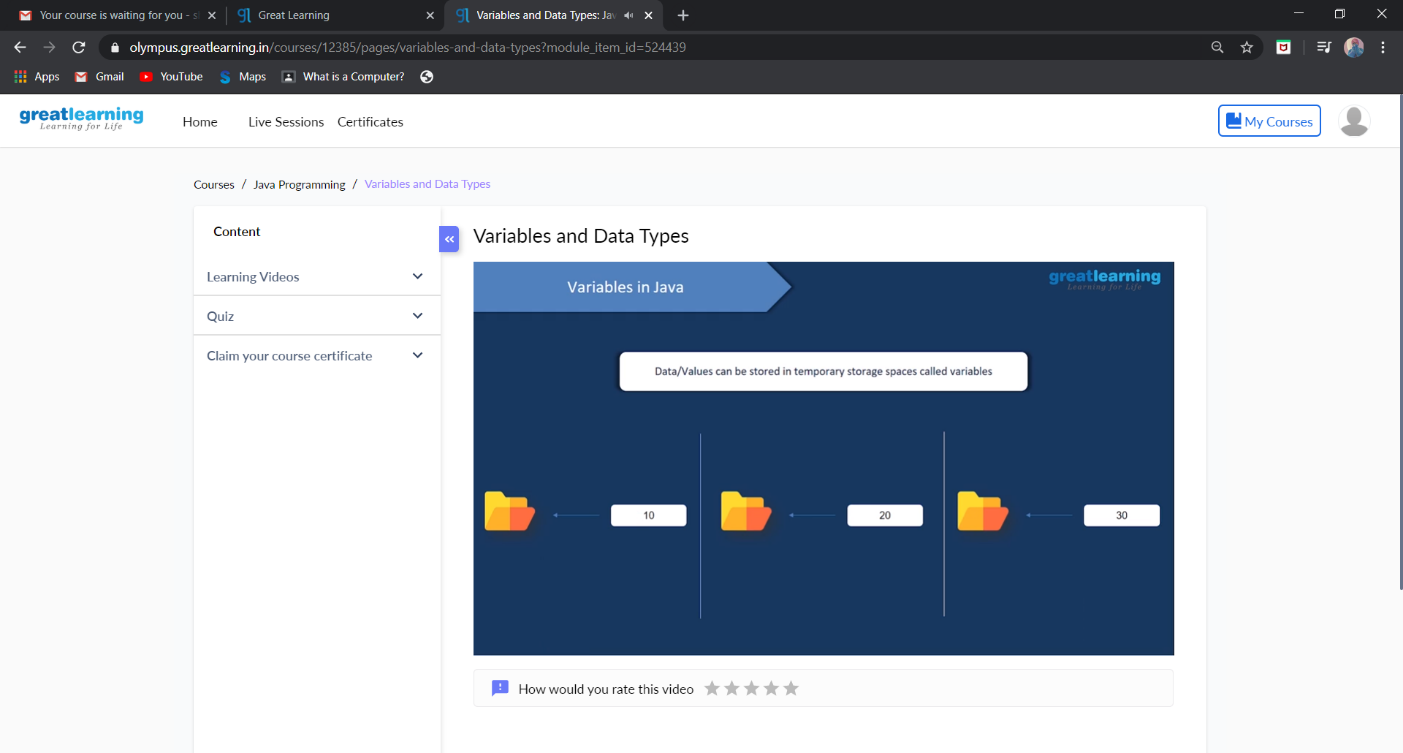 Your course is waiting for you - s
Great Learning
Variables and Data Types: Jav
olympus.greatlearning.in/courses/12385/pages/variables-and-data-types?module_item_id=524439
Apps Gmail YouTube Maps What is a Computer?
greatlearning
Learning for Life
Home Live Sessions Certificates
My Courses
Courses / Java Programming / Variables and Data Types
Content
Learning Videos
Quiz
Claim your course certificate
«
Variables and Data Types
Variables in Java
greatlearning
Learning for Life
Data/Values can be stored in temporary storage spaces called variables
10 20 30
How would you rate this video